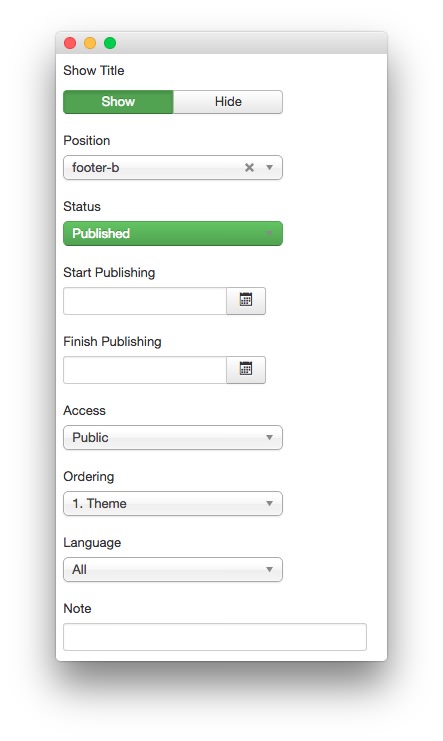 Show Title
Show Hide
Position
footer-b
Status
Published
Start Publishing
Finish Publishing
Access
Public
Ordering
1. Theme
Language
All
Note